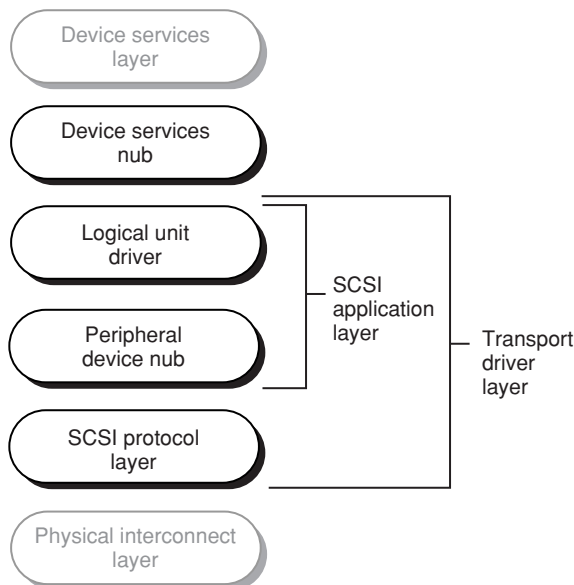 Device services
layer
Device services
nub
Logical unit
driver
Peripheral
device nub
SCSI protocol
layer
Physical interconnect
layer
SCSI
application
layer
Transport
driver
layer